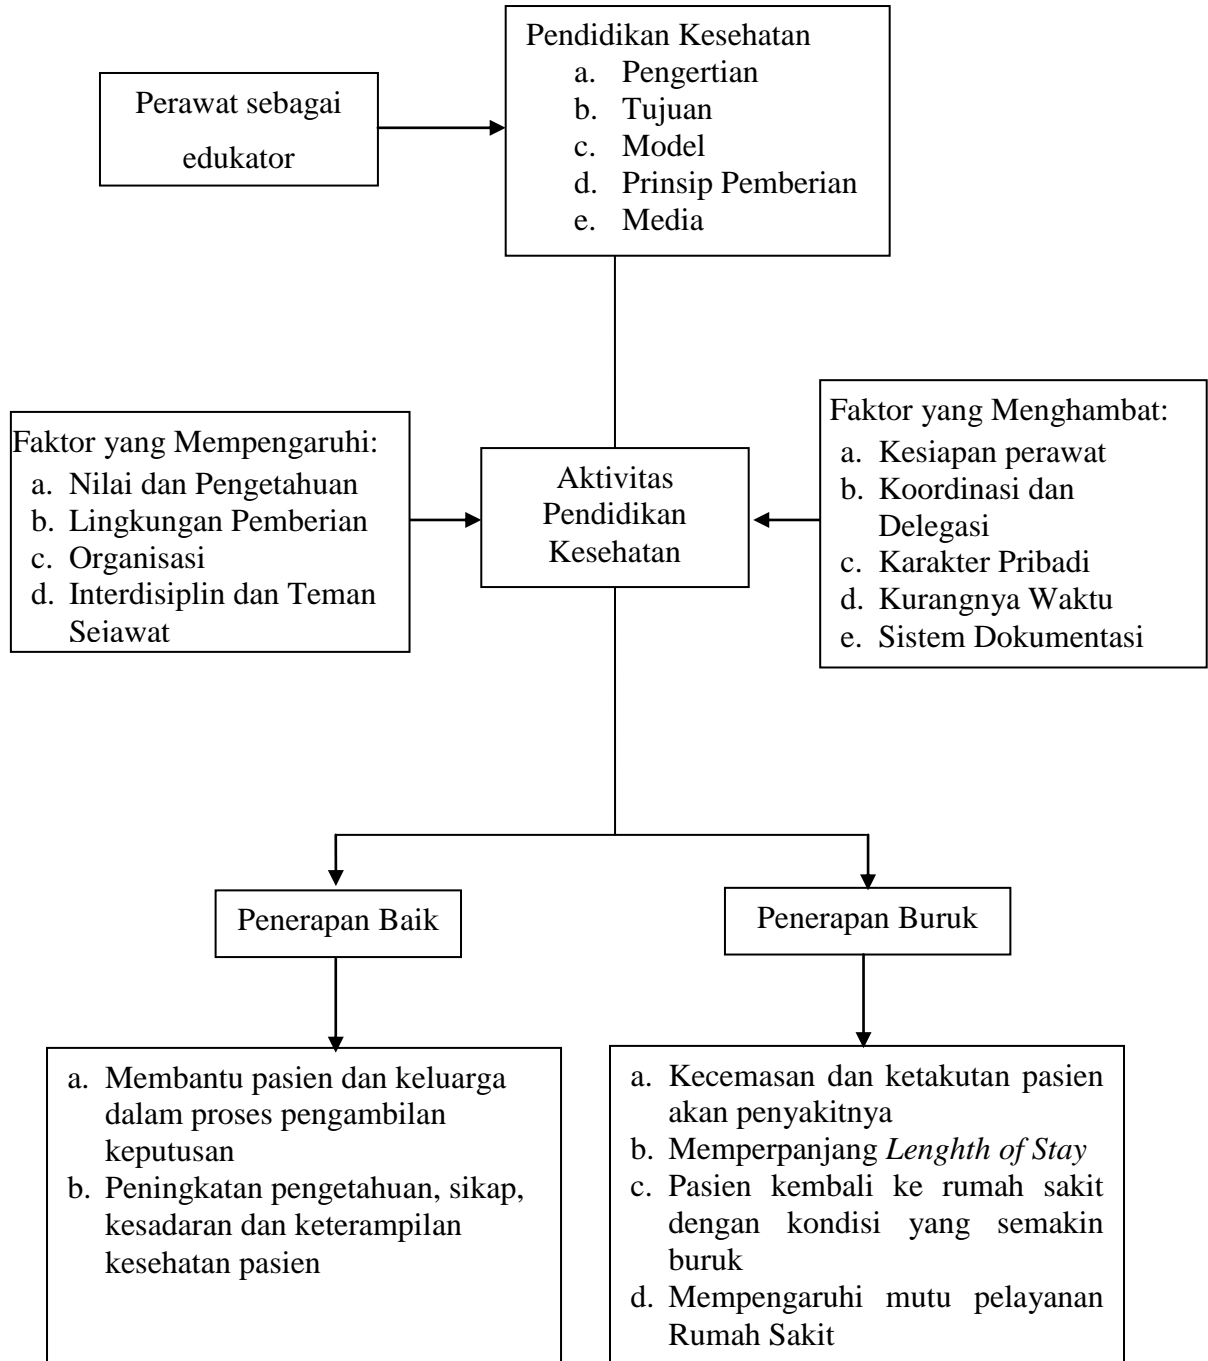 Perawat sebagai
edukator
Pendidikan Kesehatan
a. Pengertian
b. Tujuan
c. Model
d. Prinsip Pemberian
e. Media
Faktor yang Mempengaruhi:
a. Nilai dan Pengetahuan
b. Lingkungan Pemberian
c. Organisasi
d. Interdisiplin dan Teman
Sejawat
Aktivitas
Pendidikan
Kesehatan
Faktor yang Menghambat:
a. Kesiapan perawat
b. Koordinasi dan
Delegasi
c. Karakter Pribadi
d. Kurangnya Waktu
e. Sistem Dokumentasi
Penerapan Baik
Penerapan Buruk
a. Membantu pasien dan keluarga
dalam proses pengambilan
keputusan
b. Peningkatan pengetahuan, sikap,
kesadaran dan keterampilan
kesehatan pasien
a. Kecemasan dan ketakutan pasien
akan penyakitnya
b. Memperpanjang Lenghth of Stay
c. Pasien kembali ke rumah sakit
dengan kondisi yang semakin
buruk
d. Mempengaruhi mutu pelayanan
Rumah Sakit